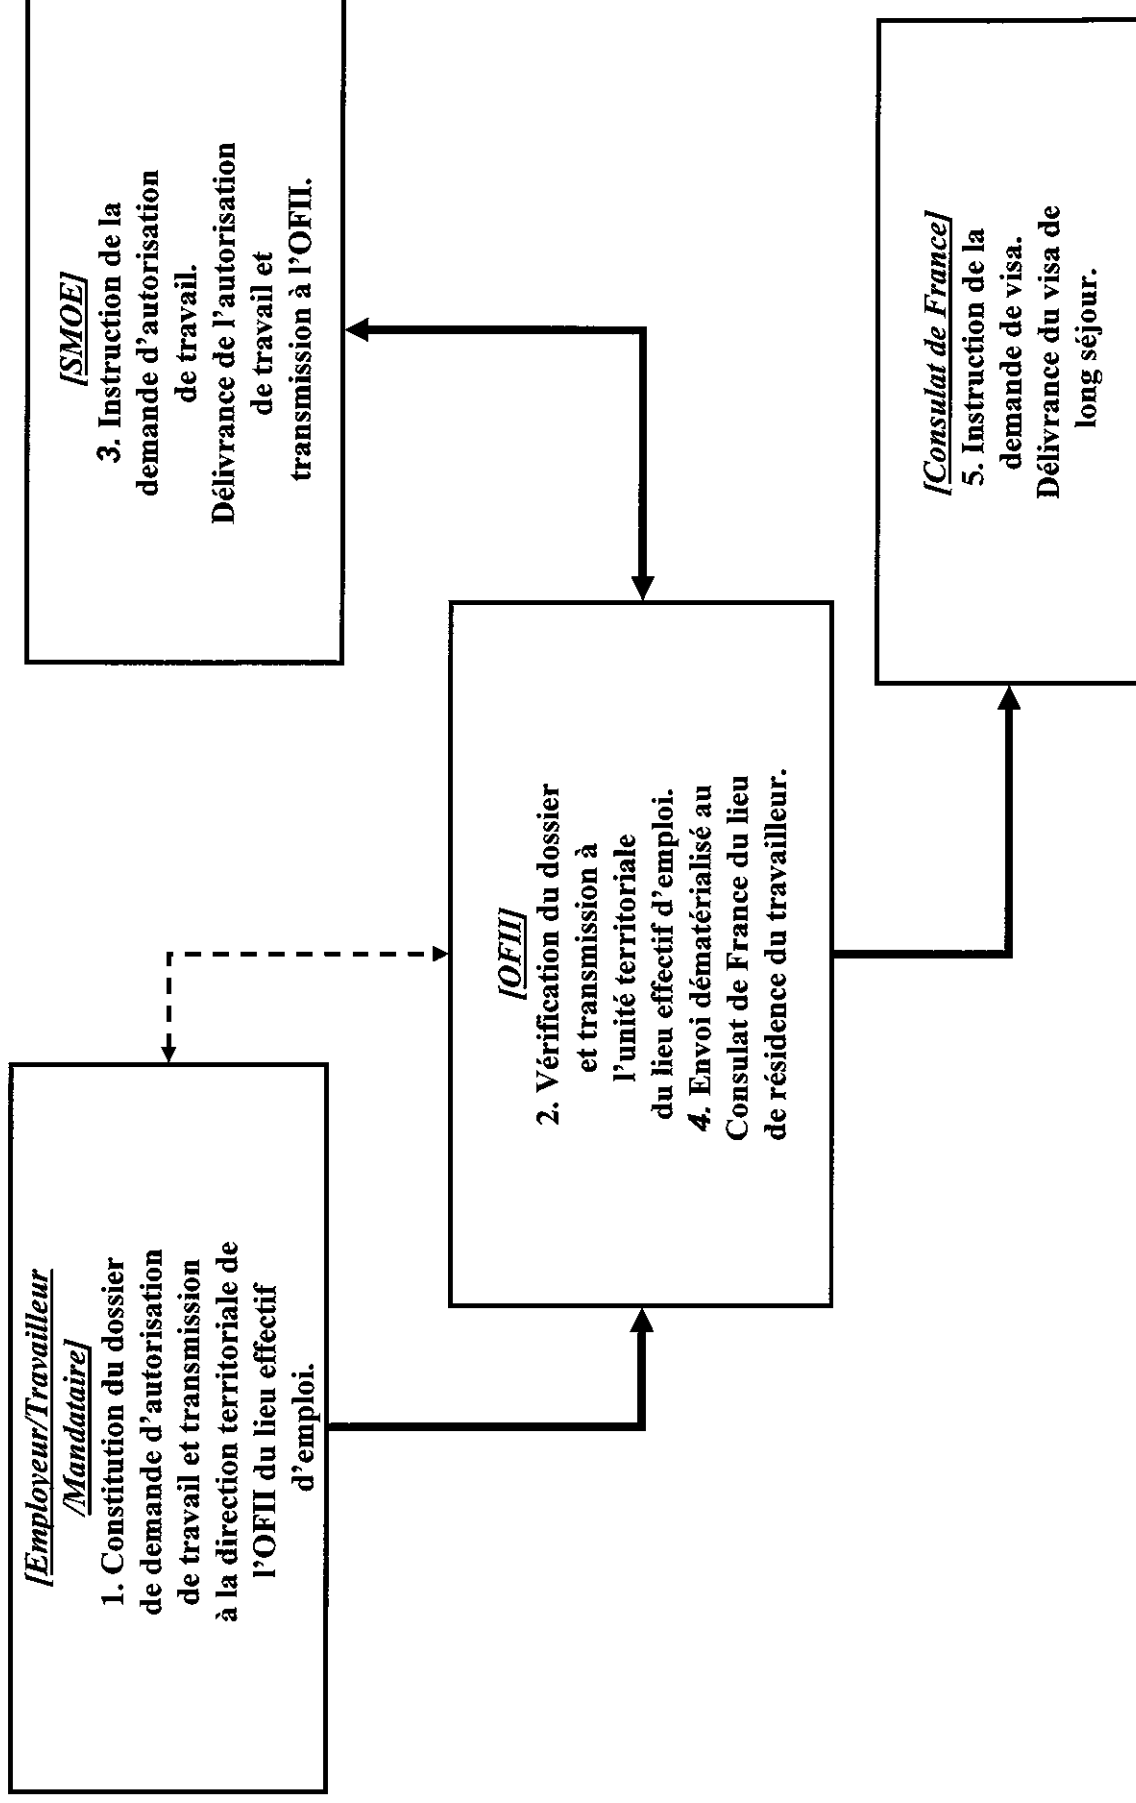 [Employeur/Travailleur
/Mandataire]
1. Constitution du dossier
de demande d'autorisation
de travail et transmission
à la direction territoriale de
l'OFII du lieu effectif
d'emploi.
[OFII]
2. Vérification du dossier
et transmission à
l'unité territoriale
du lieu effectif d'emploi.
4. Envoi dématérialisé au
Consulat de France du lieu
de résidence du travailleur.
[SMOE]
3. Instruction de la
demande d'autorisation
de travail.
Délivrance de l'autorisation
de travail et
transmission à l'OFII.
[Consulat de France]
5. Instruction de la
demande de visa.
Délivrance du visa de
long séjour.